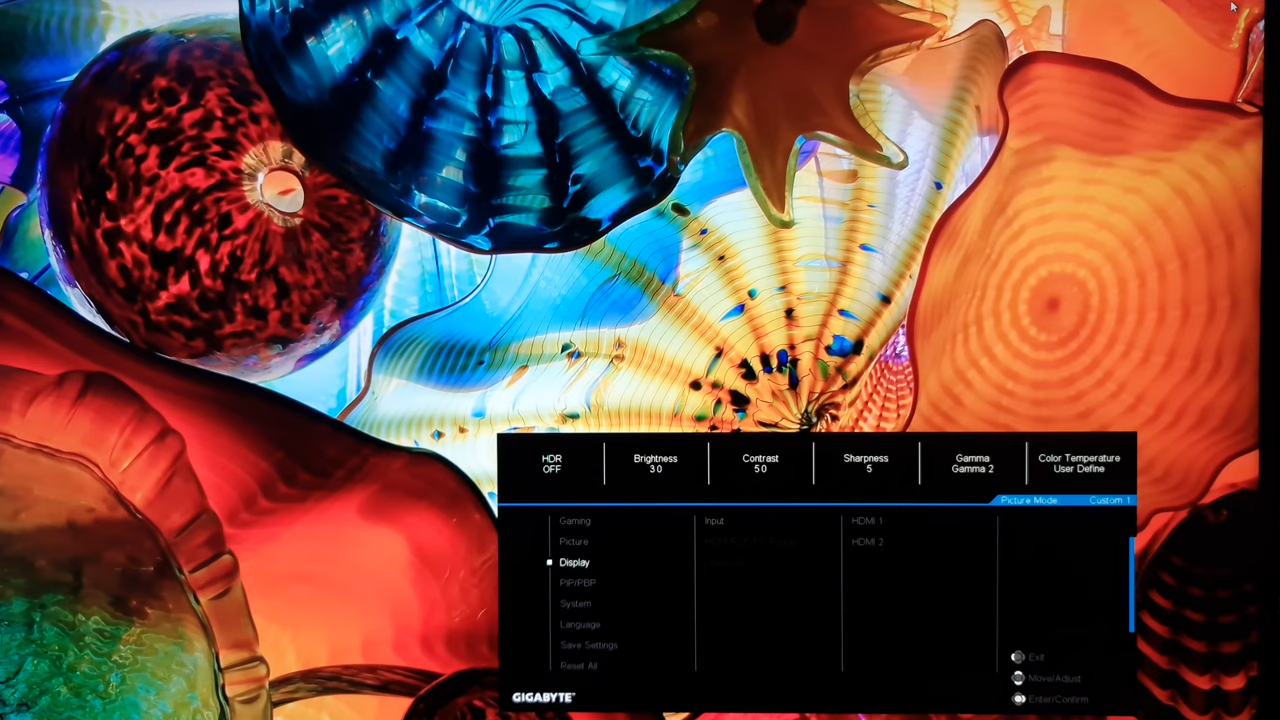 HDR
OFF
Brightness
30
Contrast
50
Sharpness
5
Gamma
Gamma 2
Color Temperature
User Define
Picture Mode
Custom 1
Gaming
Picture
Display
PIP/PBP
System
Language
Save Settings
Reset All
Input
HDMI 1
HDMI 2
Exit
Move/Adjust
Enter/Confirm
GIGABYTE™